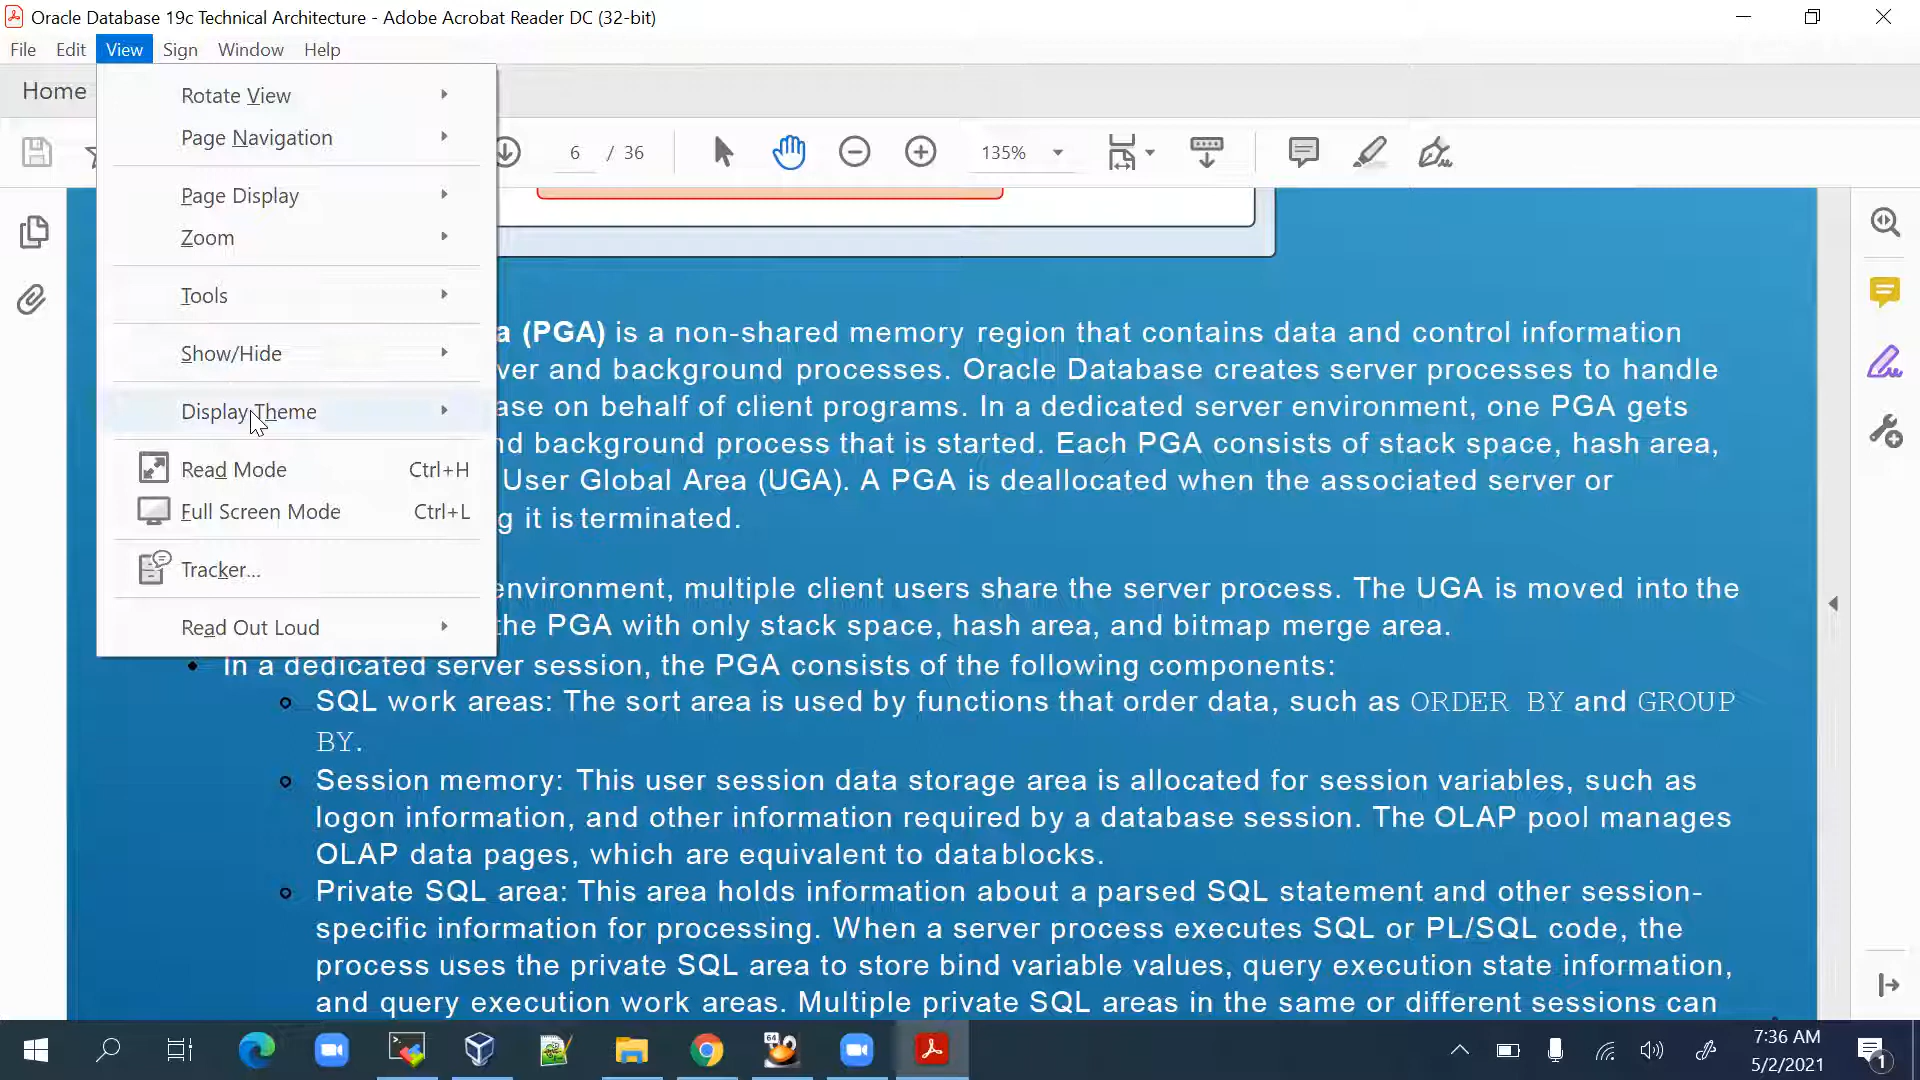 Oracle Database 19c Technical Architecture - Adobe Acrobat Reader DC (32-bit)
File Edit View Sign Window Help
Home
6 / 36
135%
Rotate View
Page Navigation
Page Display
Zoom
Tools
Show/Hide
Display Theme
Read Mode Ctrl+H
Full Screen Mode Ctrl+L
Tracker...
Read Out Loud
a (PGA) is a non-shared memory region that contains data and control information
ver and background processes. Oracle Database creates server processes to handle
ase on behalf of client programs. In a dedicated server environment, one PGA gets
nd background process that is started. Each PGA consists of stack space, hash area,
User Global Area (UGA). A PGA is deallocated when the associated server or
g it is terminated.
environment, multiple client users share the server process. The UGA is moved into the
the PGA with only stack space, hash area, and bitmap merge area.
• In a dedicated server session, the PGA consists of the following components:
o SQL work areas: The sort area is used by functions that order data, such as ORDER BY and GROUP
BY.
o Session memory: This user session data storage area is allocated for session variables, such as
logon information, and other information required by a database session. The OLAP pool manages
OLAP data pages, which are equivalent to datablocks.
o Private SQL area: This area holds information about a parsed SQL statement and other session-
specific information for processing. When a server process executes SQL or PL/SQL code, the
process uses the private SQL area to store bind variable values, query execution state information,
and query execution work areas. Multiple private SQL areas in the same or different sessions can
64
7:36 AM
5/2/2021
1